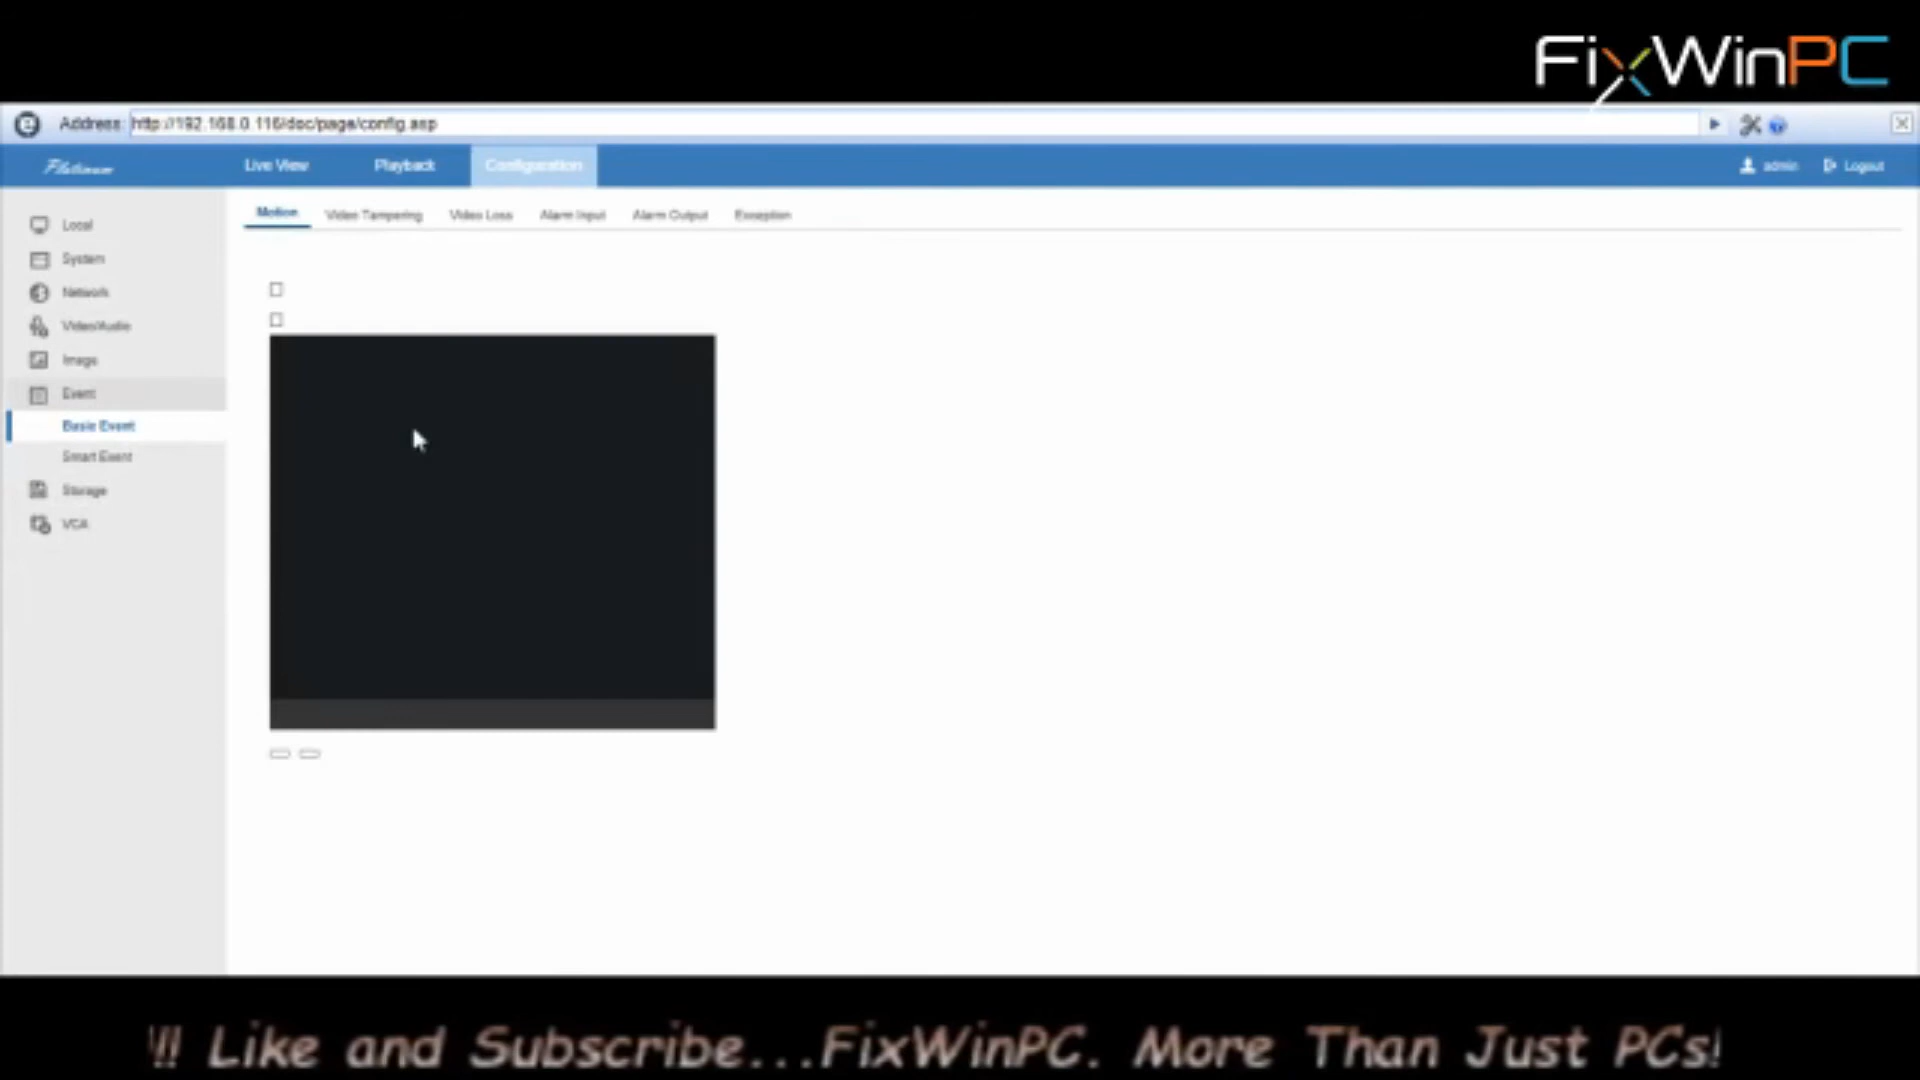 FixWinPC
Address: http://192.168.0.116/doc/page/config.asp
Platinum Live View Playback Configuration admin Logout
Motion Video Tampering Video Loss Alarm Input Alarm Output Exception
Local
System
Network
Video/Audio
Image
Event
Basic Event
Smart Event
Storage
VCA
!!! Like and Subscribe...FixWinPC. More Than Just PCs!